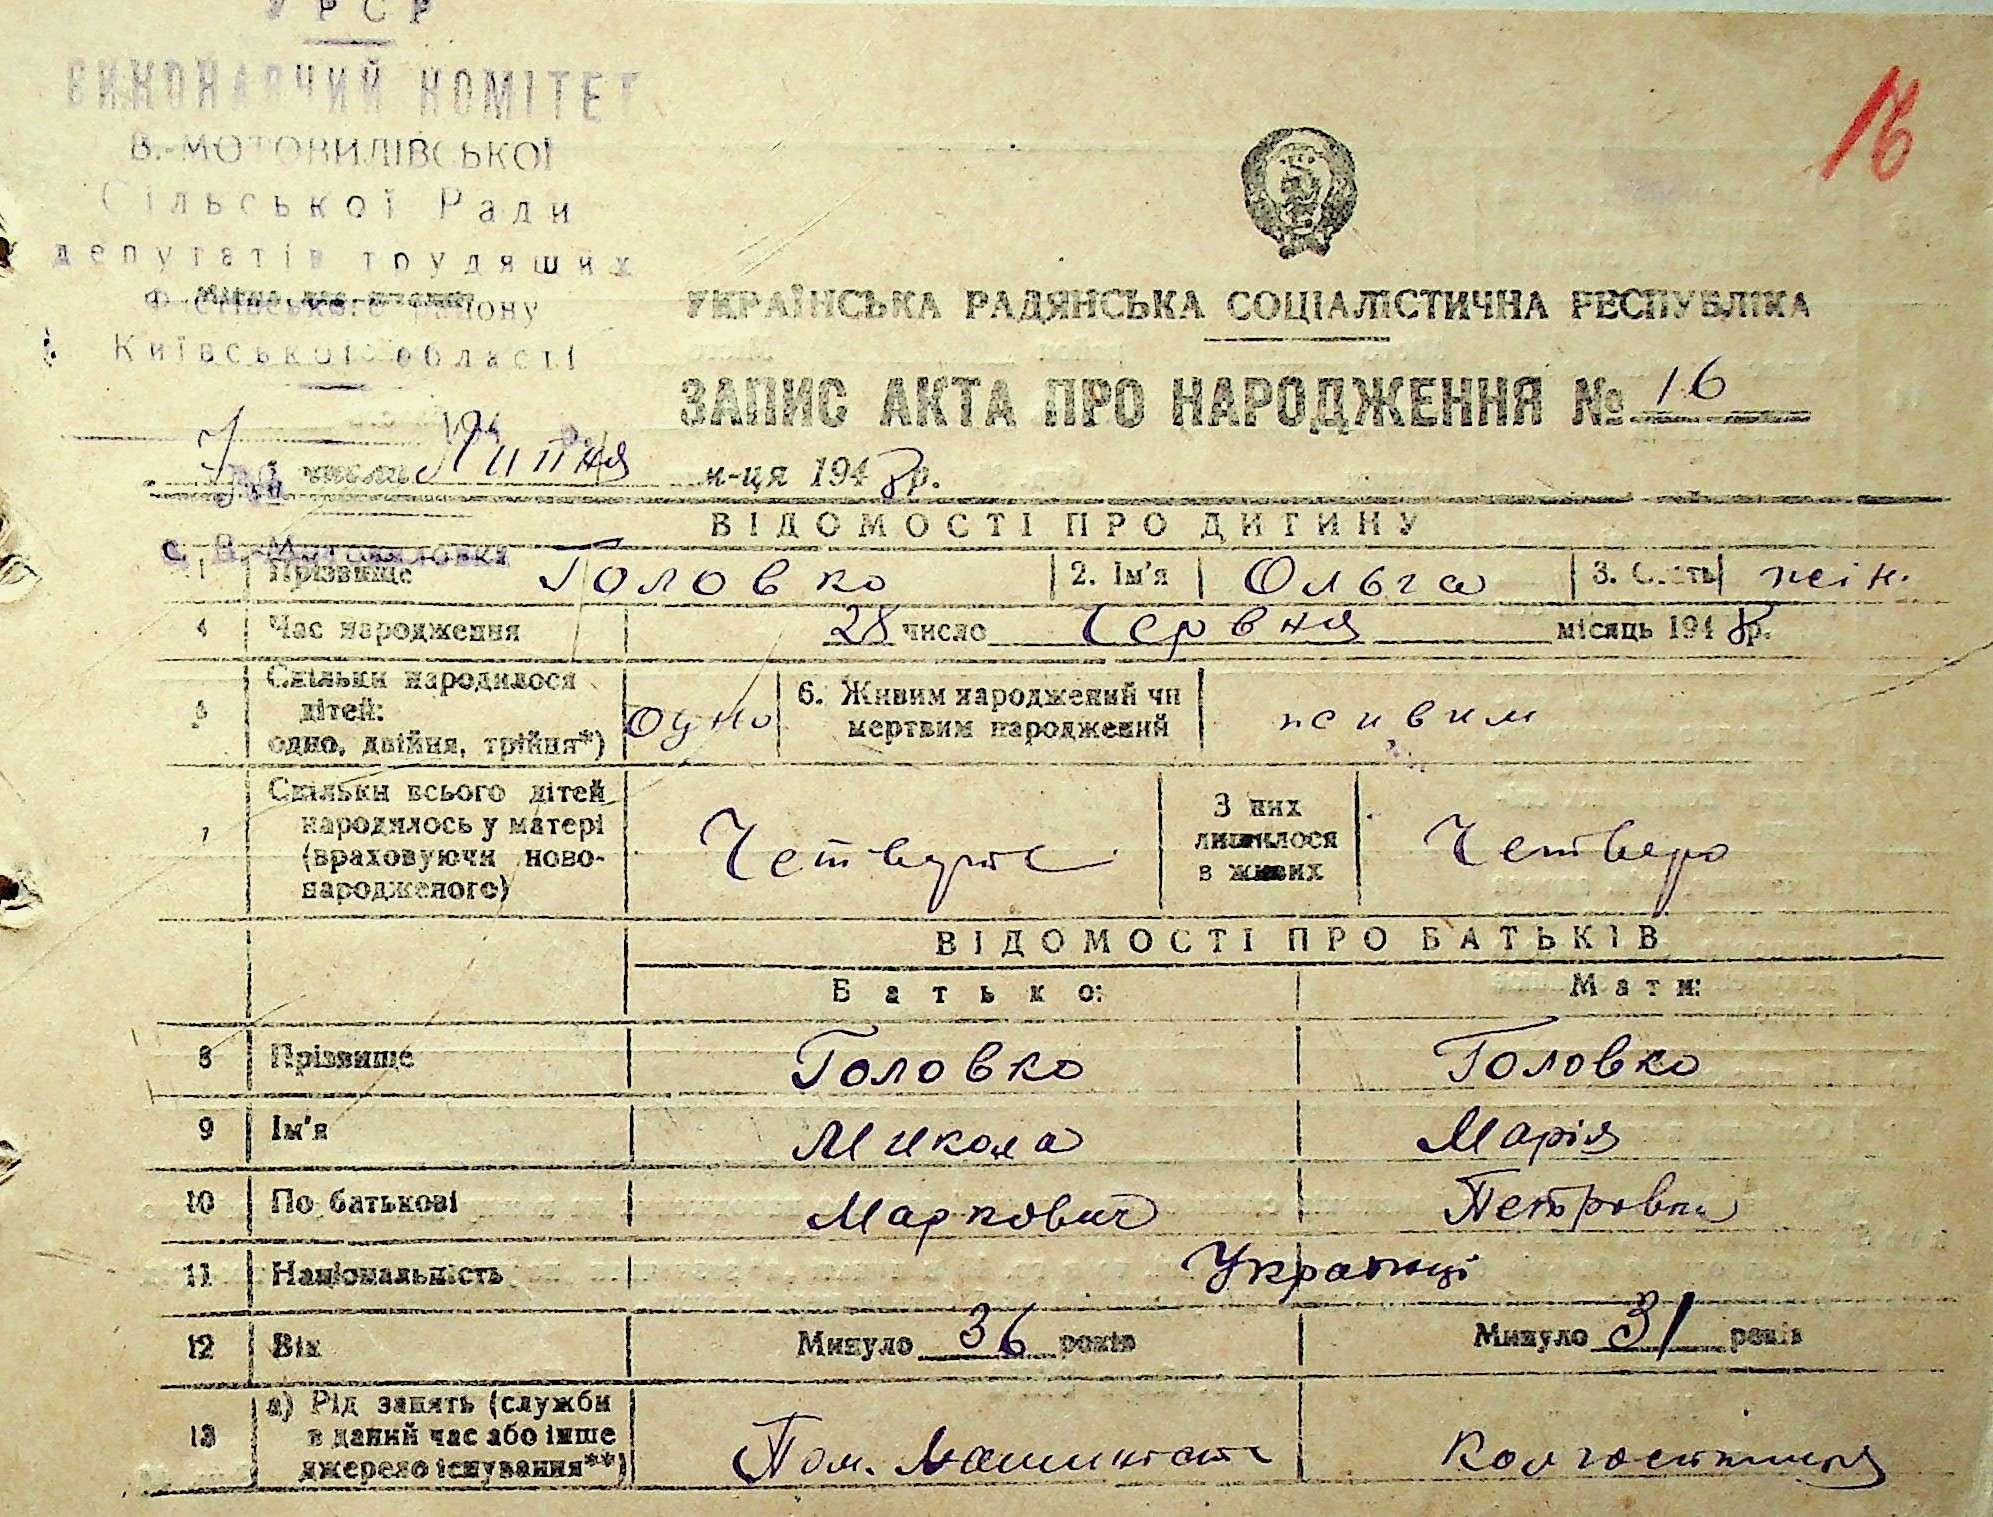 УРСР
ВИКОНАВЧИЙ КОМІТЕТ
В.-МОТОВИЛІВСЬКОЇ
Сільської Ради
депутатів трудящих
Фастівського району
Київської області
16
УКРАЇНСЬКА РАДЯНСЬКА СОЦІАЛІСТИЧНА РЕСПУБЛІКА
ЗАПИС АКТА ПРО НАРОДЖЕННЯ № 16
194 р.
7 числа Липня м-ця 1948 р.
с. В.-Мотовиловка
ВІДОМОСТІ ПРО ДИТИНУ
1 Прізвище Головко 2. Ім'я Ольга 3. Стать жін.
4 Час народження 28 число Червня місяць 1948 р.
5 Скільки народилося дітей: одно, двійня, трійня*) одно 6. Живим народжений чи мертвим народжений живим
7 Скільки всього дітей народилось у матері (враховуючи новонародженого) Четверте З них лишилося в живих Четверо
ВІДОМОСТІ ПРО БАТЬКІВ
Батько: Мати:
8 Прізвище Головко Головко
9 Ім'я Микола Марія
10 По батькові Маркович Петровна
11 Національність Українці
12 Вік Минуло 36 років Минуло 31 років
13 а) Рід занять (служби в даний час або інше джерело існування**) Пом. Машиніста Колгоспниця